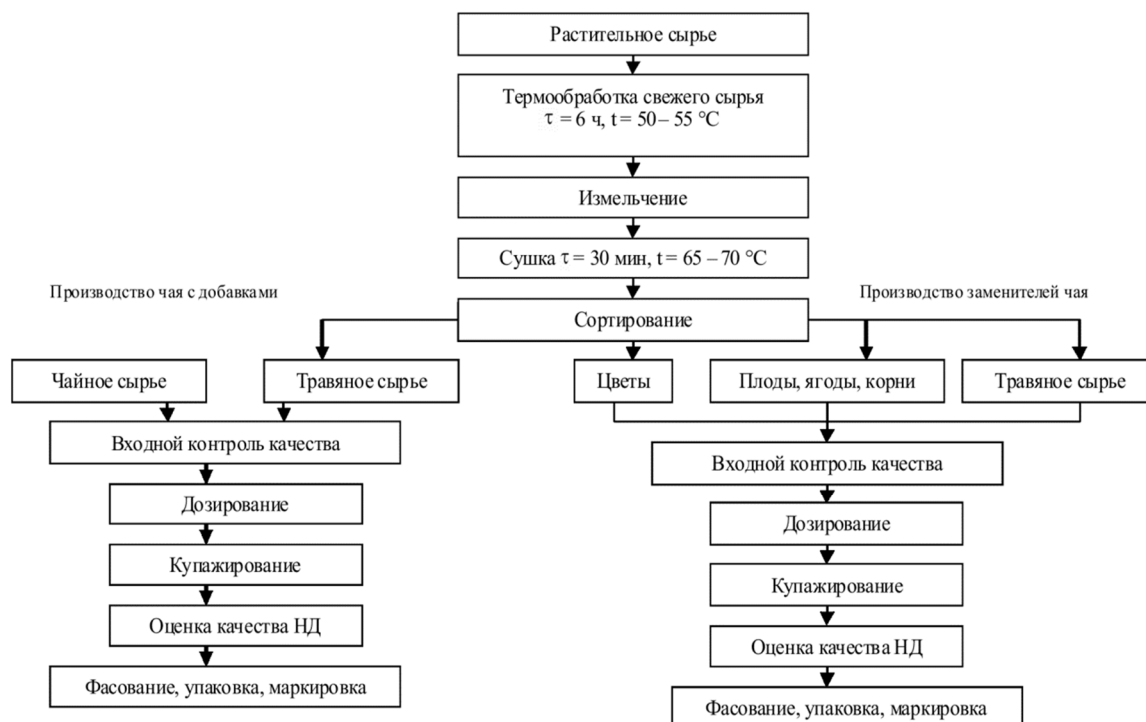 Растительное сырье
Термообработка свежего сырья
τ = 6 ч, t = 50 – 55 °C
Измельчение
Сушка τ = 30 мин, t = 65 – 70 °C
Производство чая с добавками
Производство заменителей чая
Сортирование
Чайное сырье
Травяное сырье
Цветы
Плоды, ягоды, корни
Травяное сырье
Входной контроль качества
Дозирование
Купажирование
Оценка качества НД
Фасование, упаковка, маркировка
Входной контроль качества
Дозирование
Купажирование
Оценка качества НД
Фасование, упаковка, маркировка